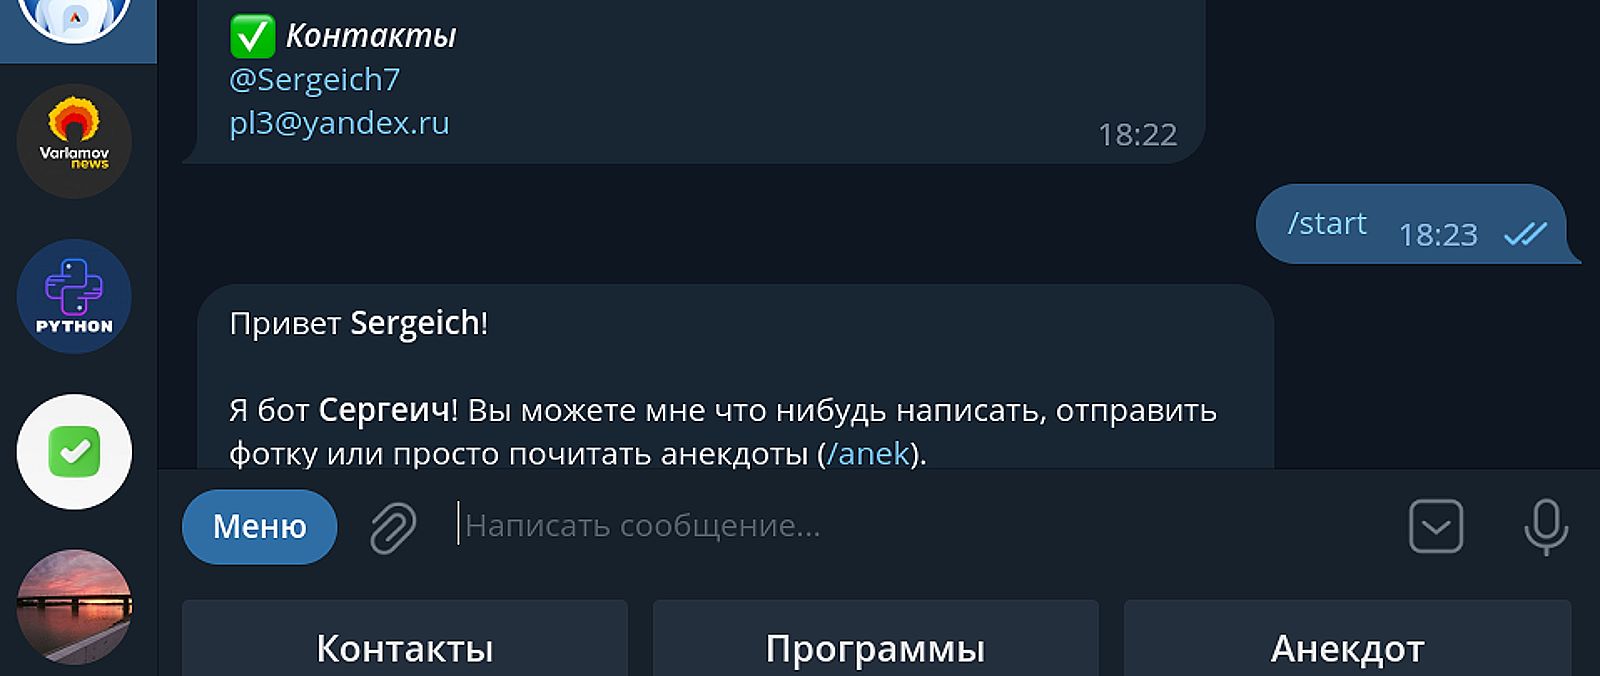 ✅ Контакты
@Sergeich7
pl3@yandex.ru
18:22
/start 18:23
Привет Sergeich!
Я бот Сергеич! Вы можете мне что нибудь написать, отправить
фотку или просто почитать анекдоты (/anek).
Varlamov
news
PYTHON
Меню
Написать сообщение...
Контакты
Программы
Анекдот